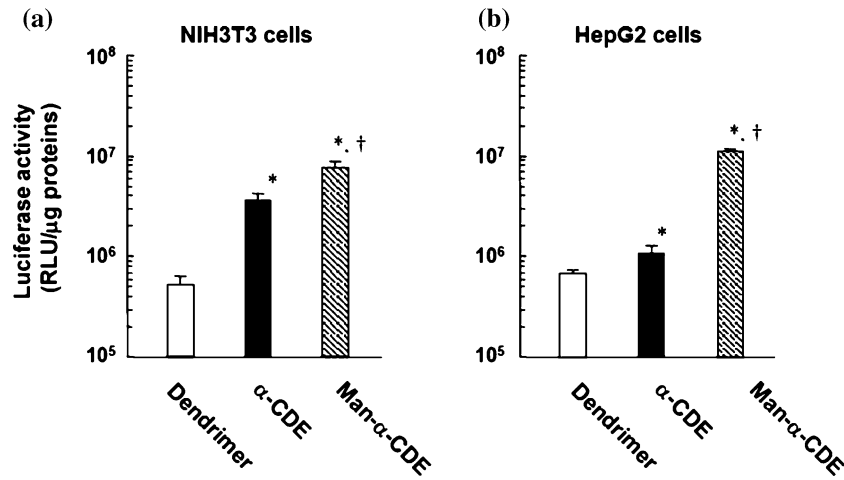 (a)
NIH3T3 cells
Luciferase activity
(RLU/μg proteins)
10⁸
10⁷
10⁶
10⁵
*
*, †
Dendrimer
α-CDE
Man-α-CDE
(b)
HepG2 cells
10⁸
10⁷
10⁶
10⁵
*
*, †
Dendrimer
α-CDE
Man-α-CDE